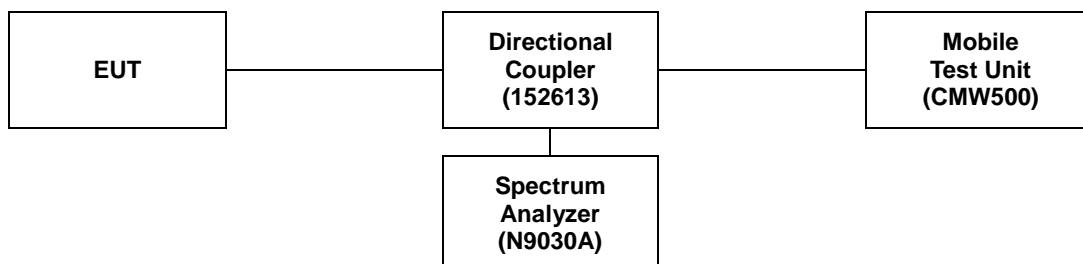 EUT
Directional
Coupler
(152613)
Mobile
Test Unit
(CMW500)
Spectrum
Analyzer
(N9030A)